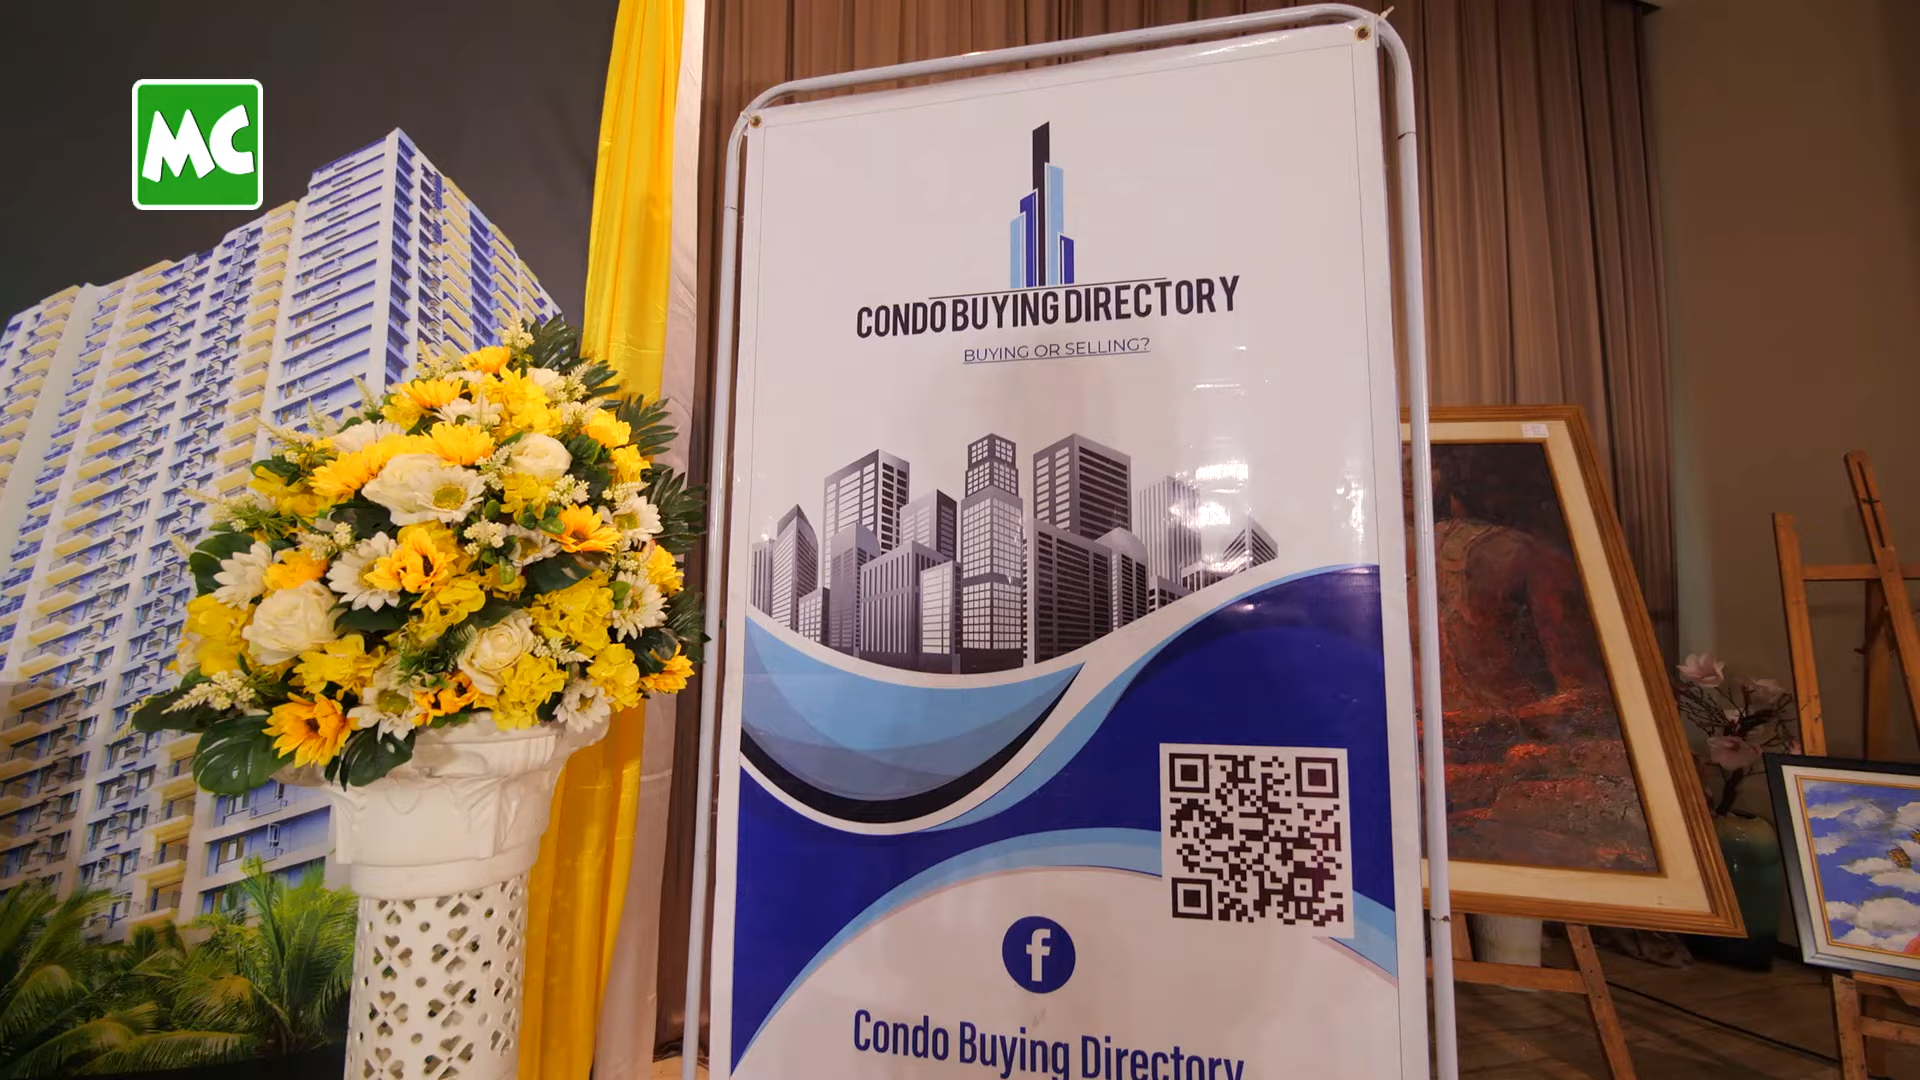 MC
CONDO BUYING DIRECTORY
BUYING OR SELLING?
f
Condo Buying Directory